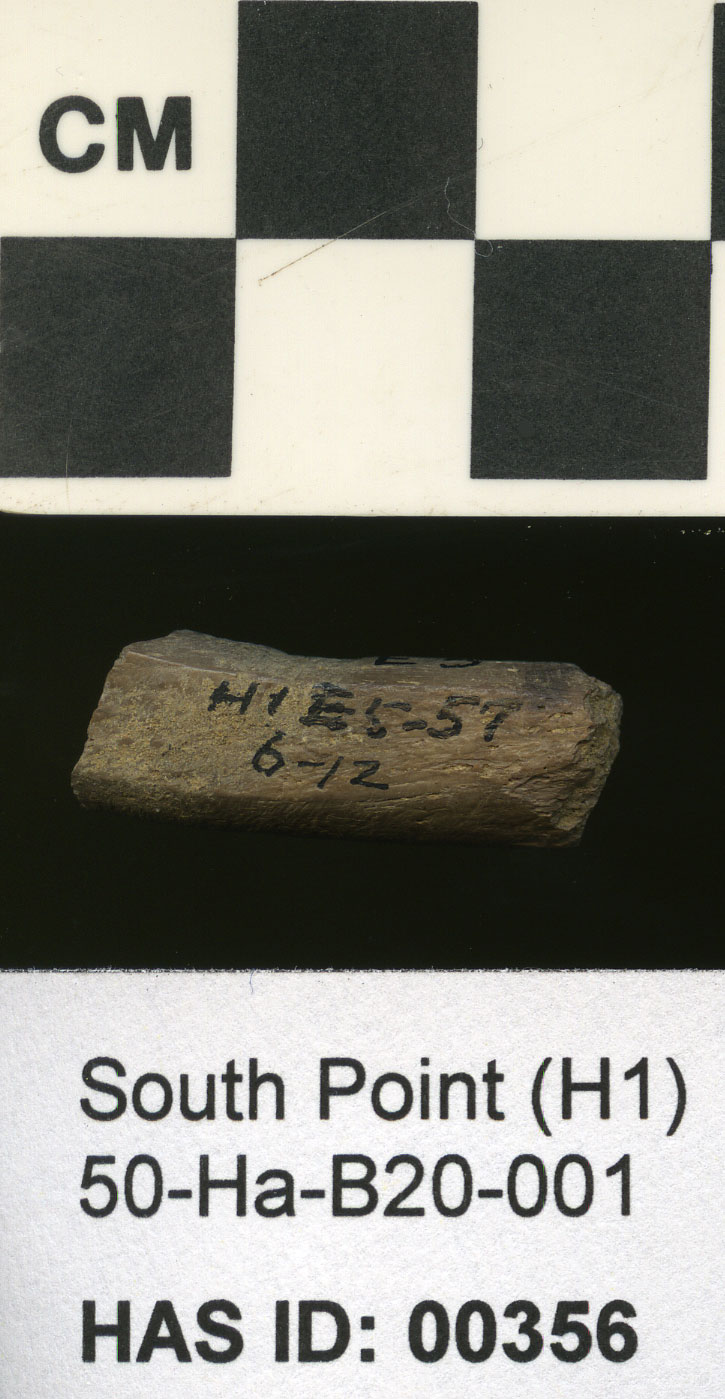 CM
H1 E5-57
6-12
South Point (H1)
50-Ha-B20-001
HAS ID: 00356